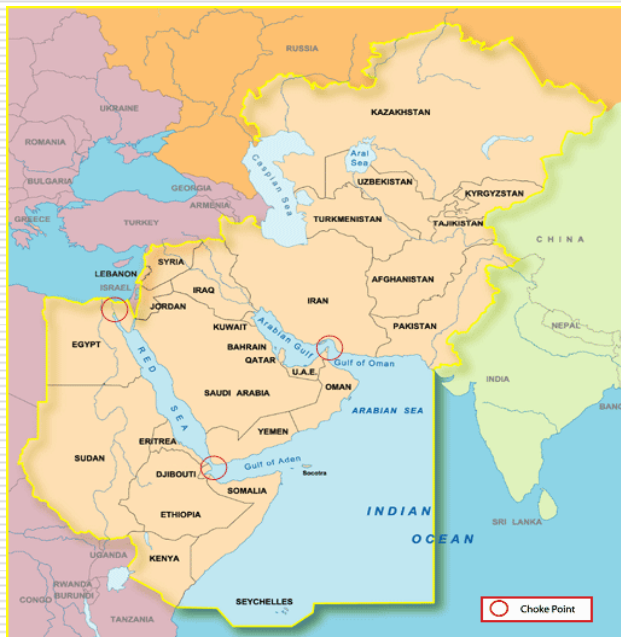 RUSSIA
KAZAKHSTAN
UKRAINE
ROMANIA
Aral
Sea
Caspian Sea
BULGARIA
UZBEKISTAN
GEORGIA
KYRGYZSTAN
ARMENIA
GREECE
TURKEY
TURKMENISTAN
TAJIKISTAN
CHINA
SYRIA
LEBANON
ISRAEL
AFGHANISTAN
IRAQ
IRAN
JORDAN
KUWAIT
Arabian Gulf
PAKISTAN
NEPAL
EGYPT
BAHRAIN
QATAR
Gulf of Oman
U.A.E.
INDIA
RED SEA
SAUDI ARABIA
OMAN
ARABIAN SEA
BANG
YEMEN
ERITREA
SUDAN
Gulf of Aden
DJIBOUTI
Socotra
SOMALIA
ETHIOPIA
INDIAN
OCEAN
SRI LANKA
UGANDA
KENYA
RWANDA
BURUNDI
CONGO
SEYCHELLES
TANZANIA
Choke Point